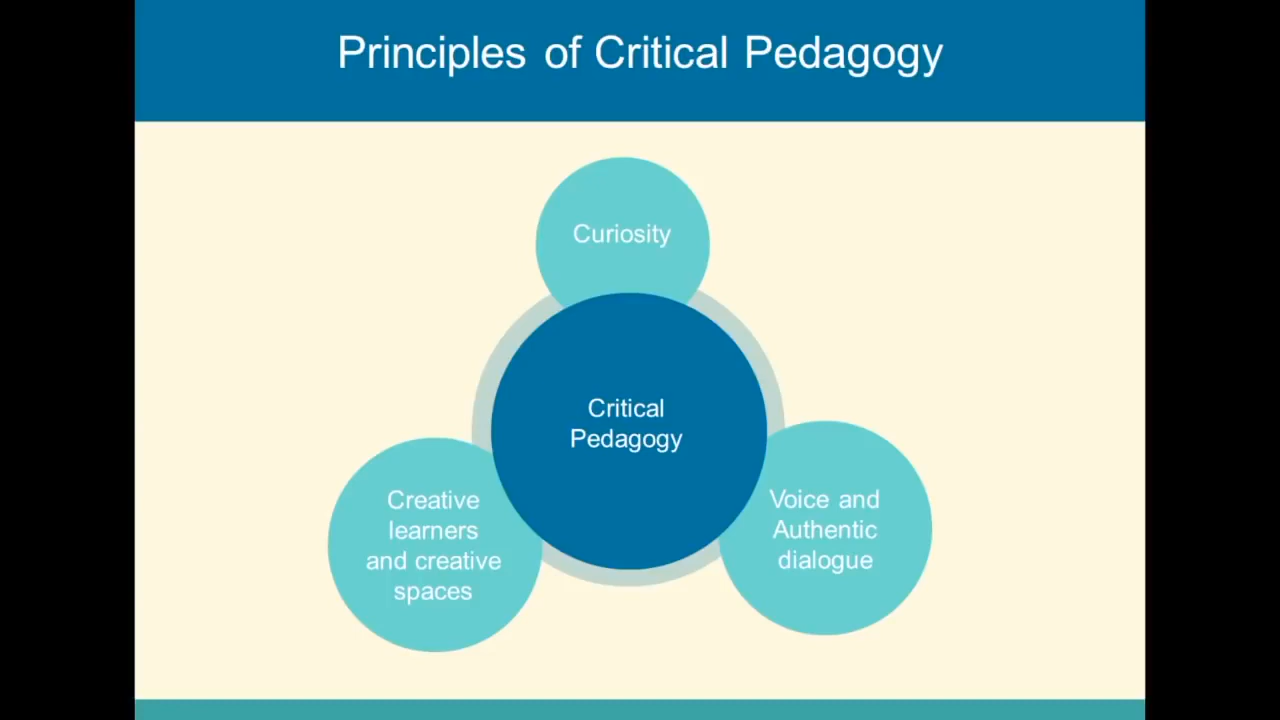 Principles of Critical Pedagogy
Curiosity
Critical
Pedagogy
Creative
learners
and creative
spaces
Voice and
Authentic
dialogue